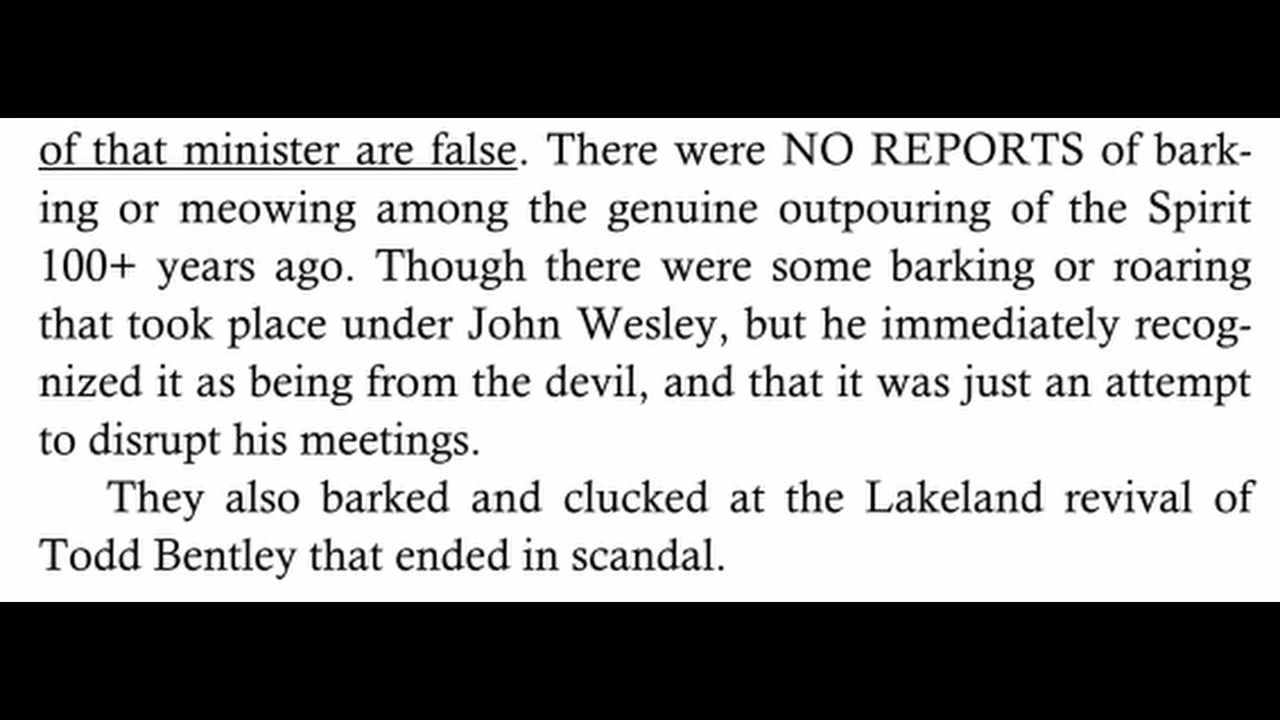 of that minister are false. There were NO REPORTS of bark-
ing or meowing among the genuine outpouring of the Spirit
100+ years ago. Though there were some barking or roaring
that took place under John Wesley, but he immediately recog-
nized it as being from the devil, and that it was just an attempt
to disrupt his meetings.
They also barked and clucked at the Lakeland revival of
Todd Bentley that ended in scandal.